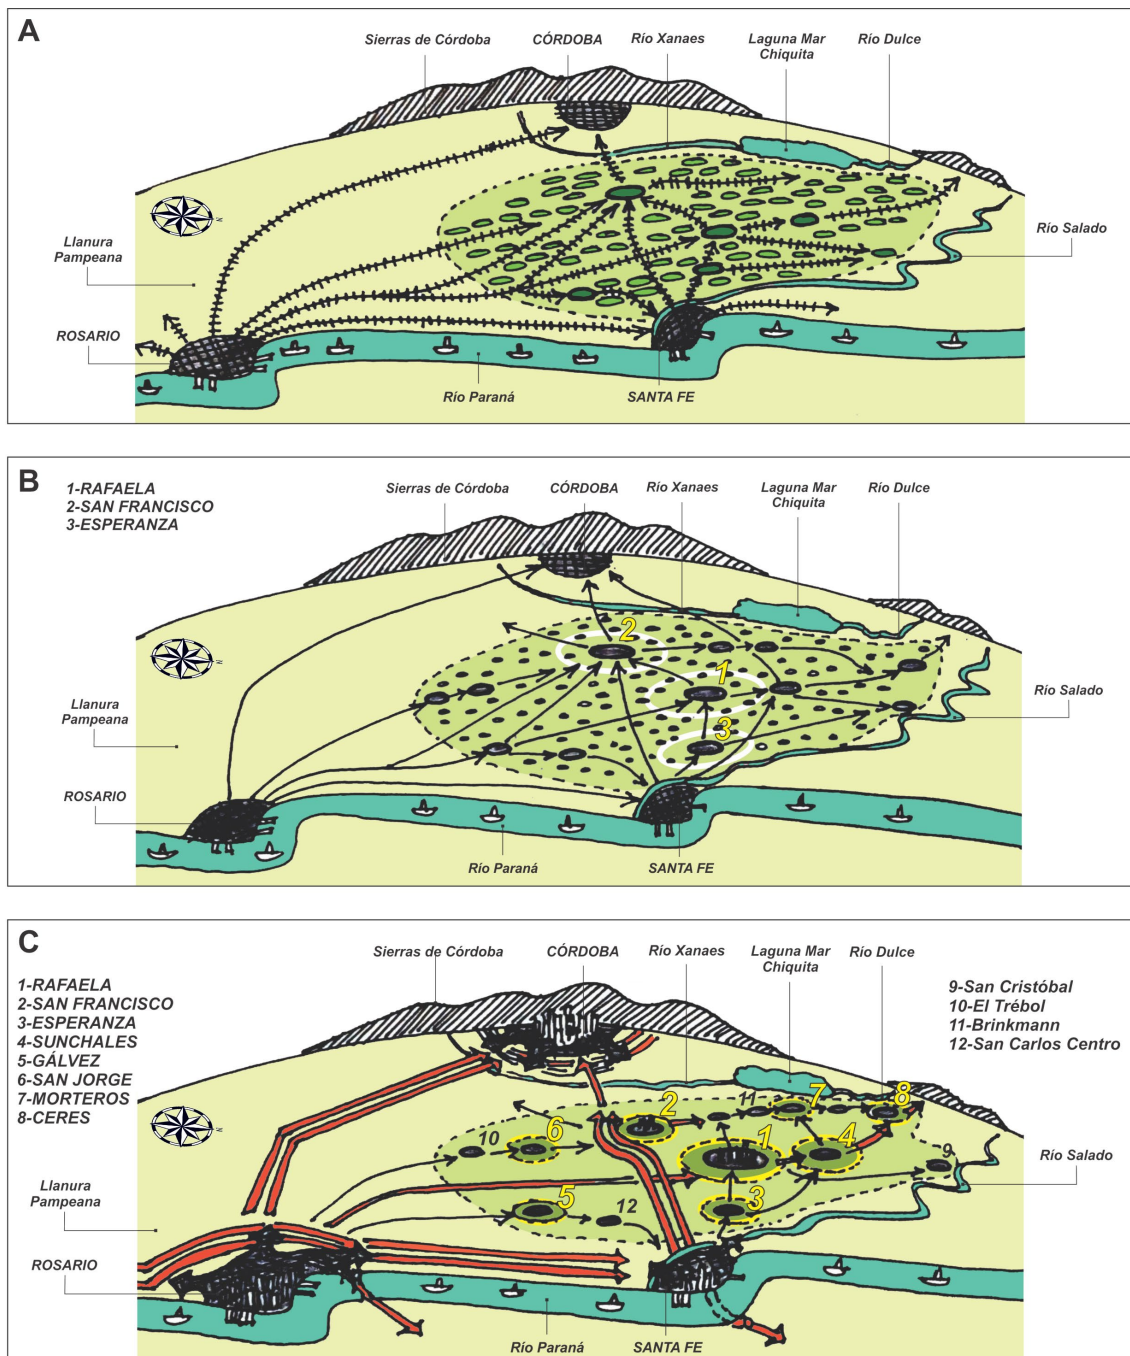 A
Sierras de Córdoba
CÓRDOBA
Río Xanaes
Laguna Mar
Chiquita
Río Dulce
N
Llanura
Pampeana
Río Salado
ROSARIO
Río Paraná
SANTA FE
B
1-RAFAELA
2-SAN FRANCISCO
3-ESPERANZA
Sierras de Córdoba
CÓRDOBA
Río Xanaes
Laguna Mar
Chiquita
Río Dulce
2
N
1
Llanura
Pampeana
Río Salado
3
ROSARIO
Río Paraná
SANTA FE
C
Sierras de Córdoba
CÓRDOBA
Río Xanaes
Laguna Mar
Chiquita
Río Dulce
1-RAFAELA
2-SAN FRANCISCO
3-ESPERANZA
4-SUNCHALES
5-GÁLVEZ
6-SAN JORGE
7-MORTEROS
8-CERES
9-San Cristóbal
10-El Trébol
11-Brinkmann
12-San Carlos Centro
11
7
8
2
N
10
6
1
4
9
Llanura
Pampeana
Río Salado
5
12
3
ROSARIO
Río Paraná
SANTA FE